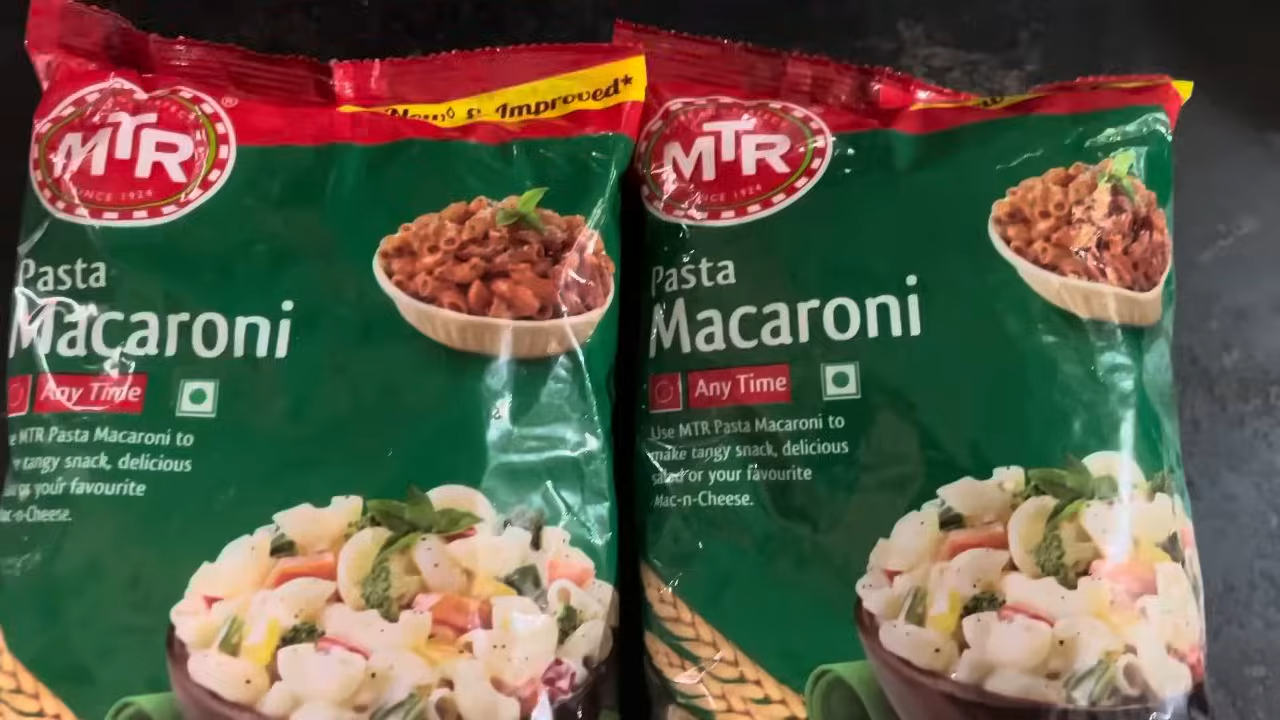 New & Improved*
MTR
SINCE 1924
Pasta
Macaroni
Any Time
MTR Pasta Macaroni to
tangy snack, delicious
your favourite
Mac-n-Cheese.
MTR
SINCE 1924
Pasta
Macaroni
Any Time
Use MTR Pasta Macaroni to
make tangy snack, delicious
salad or your favourite
Mac-n-Cheese.